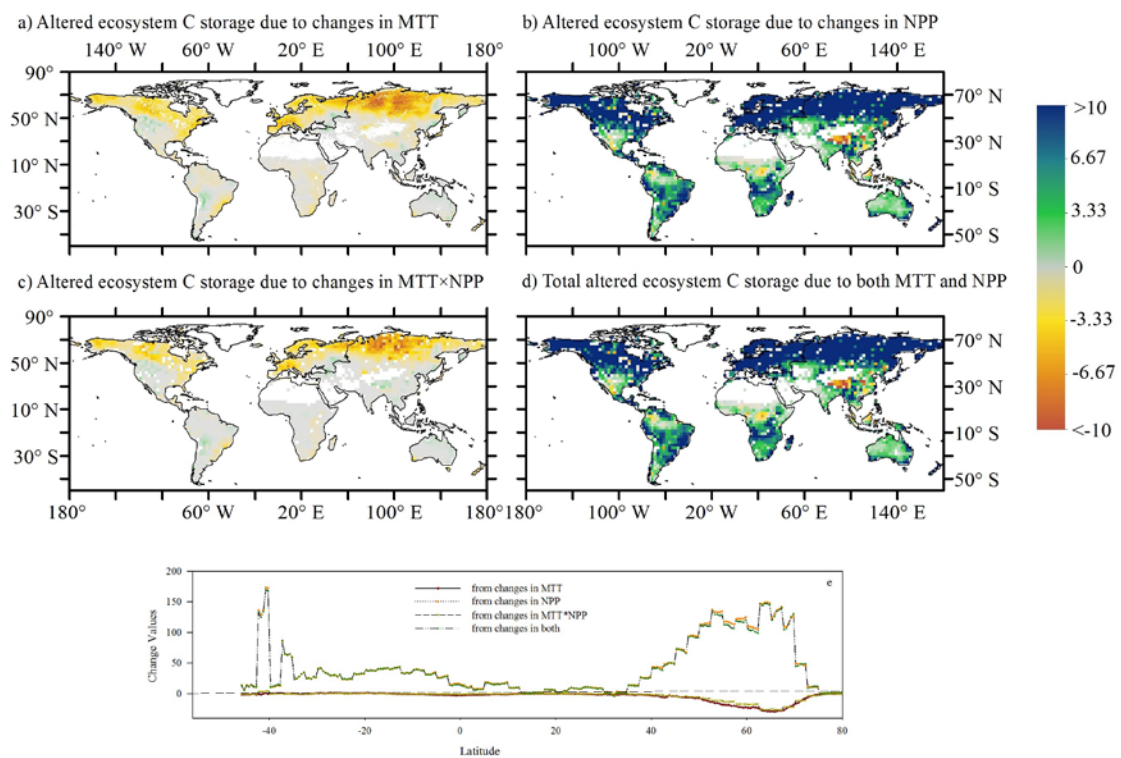 a) Altered ecosystem C storage due to changes in MTT
b) Altered ecosystem C storage due to changes in NPP
140° W 60° W 20° E 100° E 180°
100° W 20° W 60° E 140° E
90°
50° N
10° N
30° S
70° N
30° N
10° S
50° S
>10
6.67
3.33
0
-3.33
-6.67
<-10
c) Altered ecosystem C storage due to changes in MTT×NPP
d) Total altered ecosystem C storage due to both MTT and NPP
90°
50° N
10° N
30° S
70° N
30° N
10° S
50° S
180° 60° W 20° E 100° E 180°180° 100° W 20° W 60° E 140° E
200
150
100
50
0
Change Values
from changes in MTT
from changes in NPP
from changes in MTT*NPP
from changes in both
e
-40 -20 0 20 40 60 80
Latitude